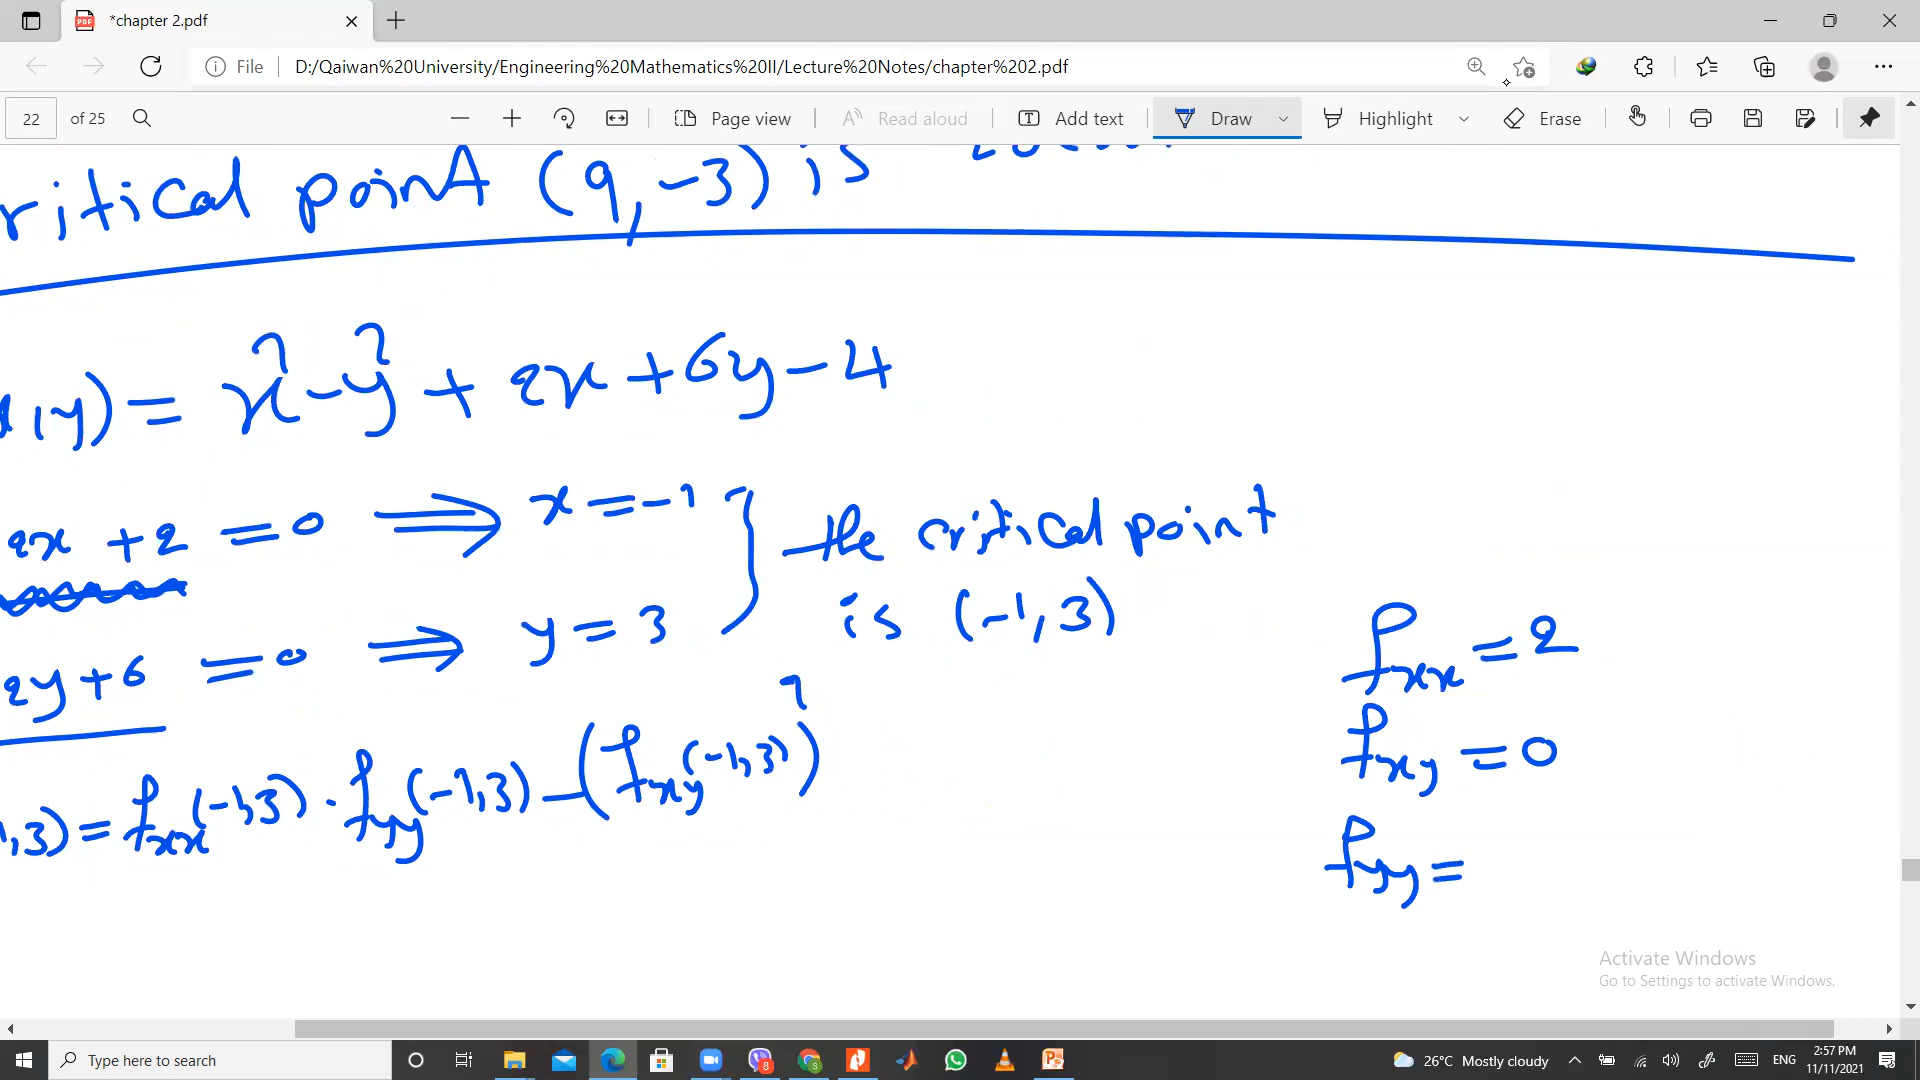 *chapter 2.pdf
File D:/Qaiwan%20University/Engineering%20Mathematics%20II/Lecture%20Notes/chapter%202.pdf
22 of 25 Page view Read aloud Add text Draw Highlight Erase
ritical point (9, -3) is
x,y) = x² - y² + 2x + 6y - 4
2x + 2 = 0 ⟹ x = -1 } the critical point
2y + 6 = 0 ⟹ y = 3 is (-1, 3)
,3) = fxx(-1,3) . fyy(-1,3) - (fxy(-1,3))²
fxx = 2
fxy = 0
fyy =
Activate Windows
Go to Settings to activate Windows.
Type here to search
8
26°C Mostly cloudy
ENG
2:57 PM
11/11/2021